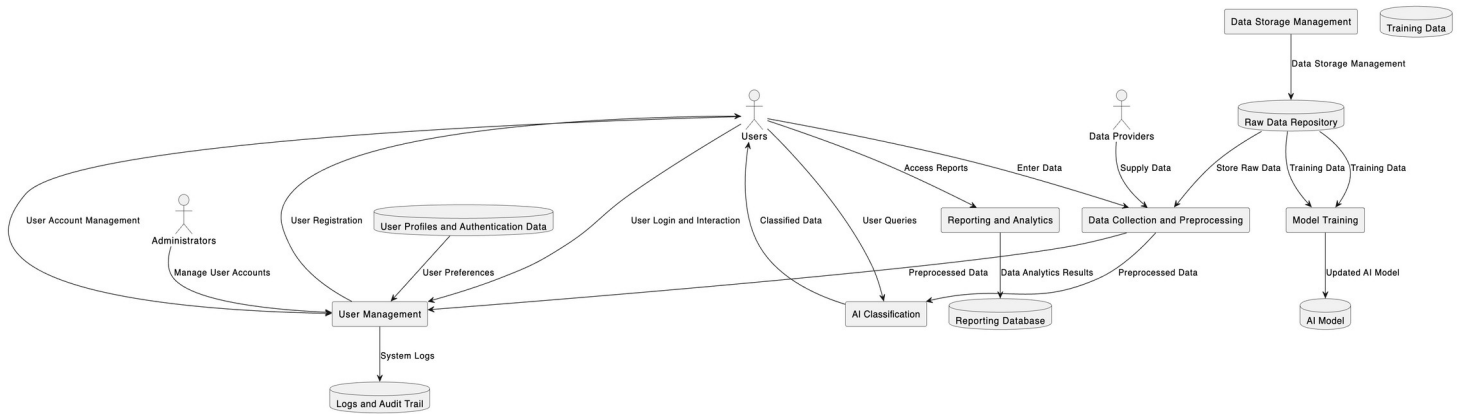 Data Storage Management
Training Data
Data Storage Management
Raw Data Repository
Users
Data Providers
Access Reports
Enter Data
Supply Data
Store Raw Data
Training Data
Training Data
User Account Management
Administrators
User Registration
User Profiles and Authentication Data
User Login and Interaction
Classified Data
User Queries
Reporting and Analytics
Data Collection and Preprocessing
Model Training
Manage User Accounts
User Preferences
Preprocessed Data
Data Analytics Results
Preprocessed Data
Updated AI Model
User Management
AI Classification
Reporting Database
AI Model
System Logs
Logs and Audit Trail